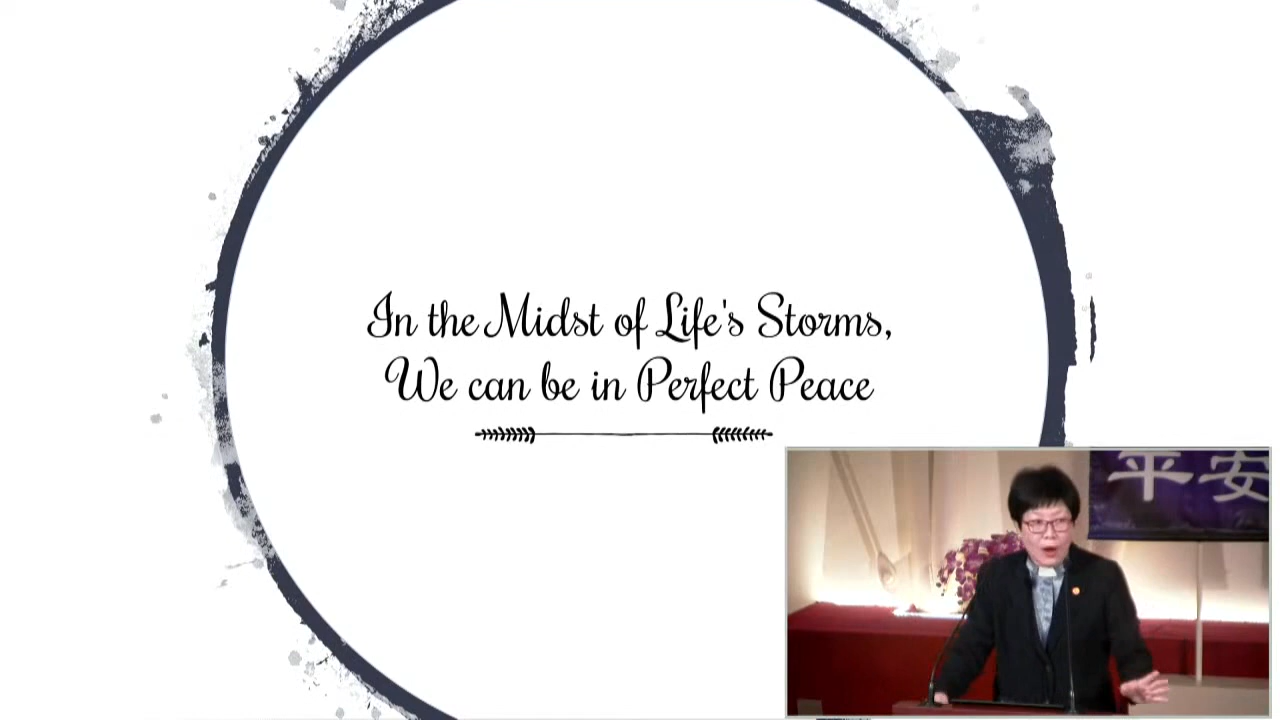 In the Midst of Life's Storms,
We can be in Perfect Peace
平安